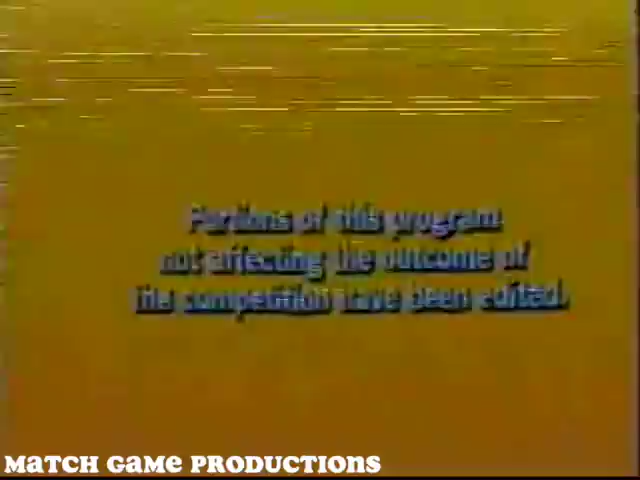 Portions of this program
not affecting the outcome of
the competition have been edited.
MATCH GAME PRODUCTIONS